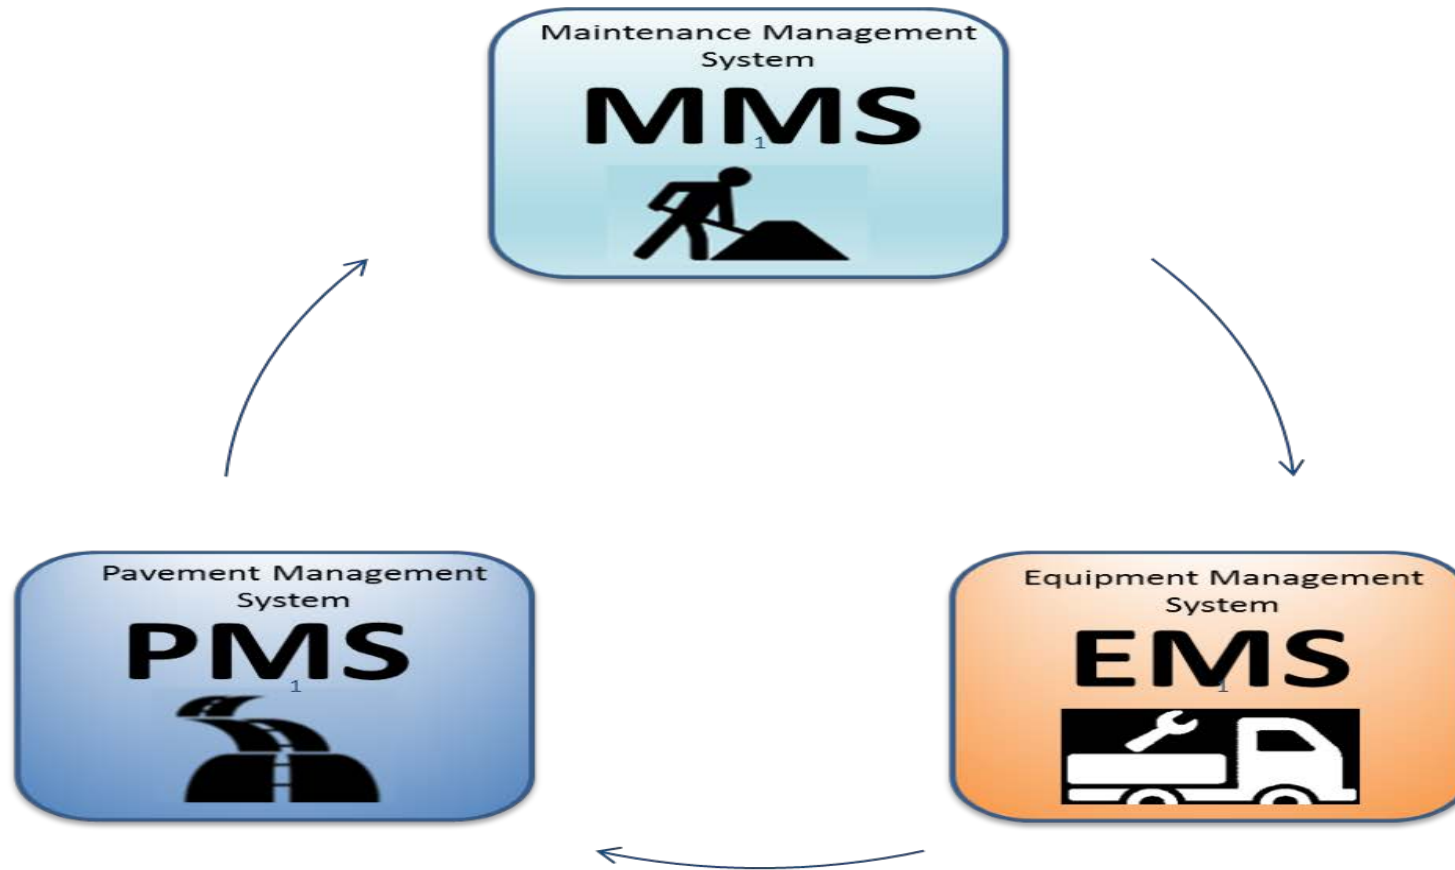 Maintenance Management
System
MMS
1
Pavement Management
System
PMS
1
Equipment Management
System
EMS
1